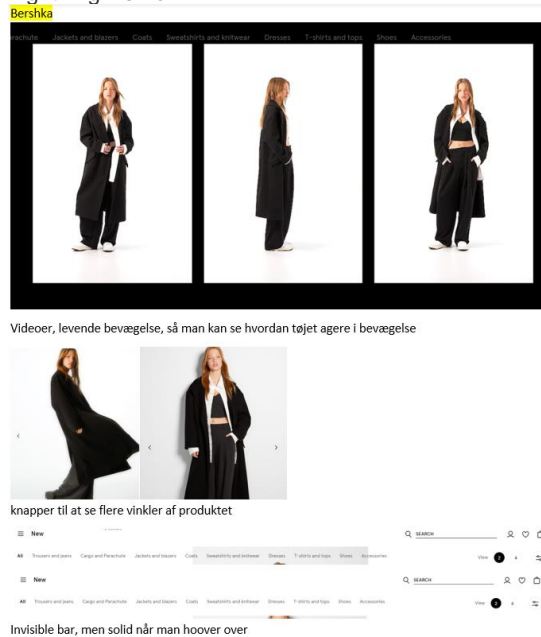 Bershka
Jackets and blazers Coats Sweatshirts and knitwear Dresses T-shirts and tops Shoes Accessories
Videoer, levende bevægelse, så man kan se hvordan tøjet agere i bevægelse
knapper til at se flere vinkler af produktet
New SEARCH
All Trousers and jeans Cargo and Parachute Jackets and blazers Coats Sweatshirts and knitwear Dresses T-shirts and tops Shoes Accessories View 2 4
New SEARCH
All Trousers and jeans Cargo and Parachute Jackets and blazers Coats Sweatshirts and knitwear Dresses T-shirts and tops Shoes Accessories View 2 4
Invisible bar, men solid når man hoover over